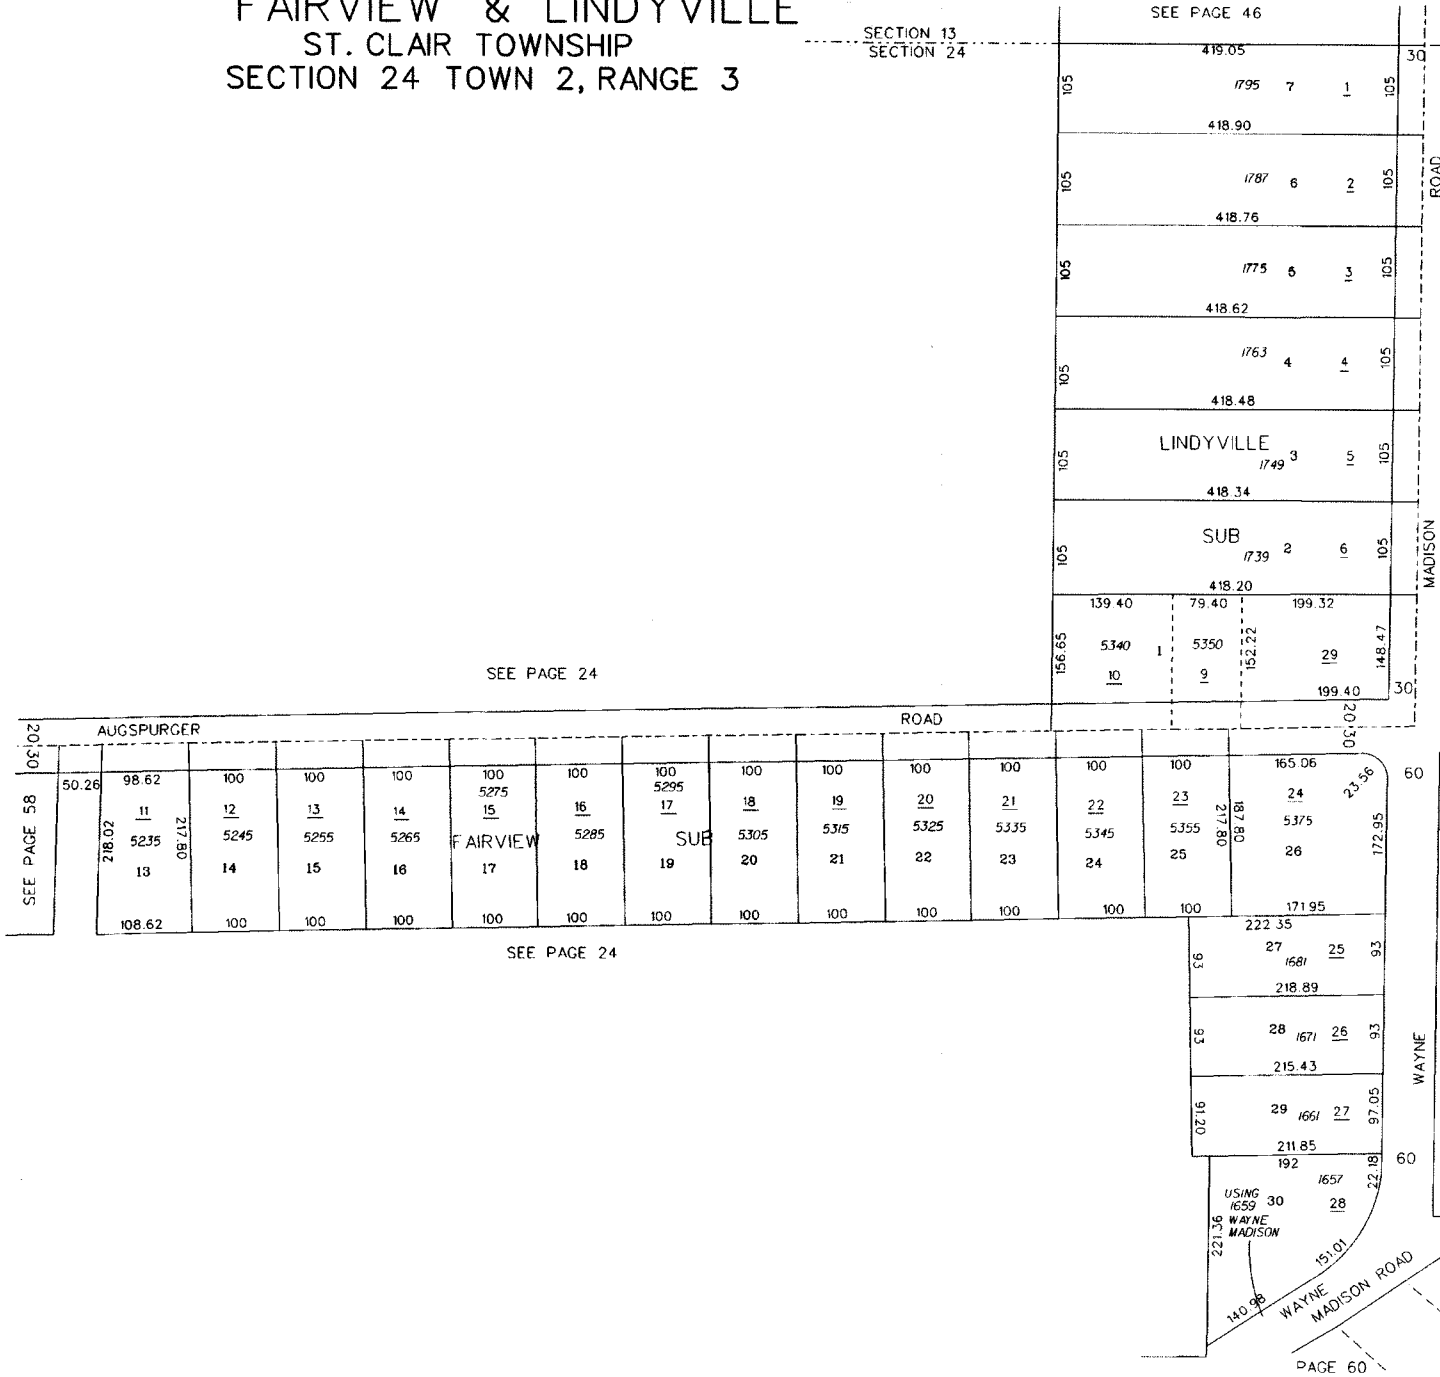 FAIRVIEW & LINDYVILLE
ST. CLAIR TOWNSHIP
SECTION 24 TOWN 2, RANGE 3
SECTION 13
SECTION 24
SEE PAGE 46
419.05
30
105
1795 7 1
105
418.90
ROAD
105
1787 6 2
105
418.76
105
1775 5 3
105
418.62
105
1763 4 4
105
418.48
LINDYVILLE
105
1749 3 5
105
418.34
SUB
105
1739 2 6
105
418.20
MADISON
139.40 79.40 199.32
156.65
5340 1 5350
152.22
29
148.47
10 9
199.40
30
SEE PAGE 24
AUGSPURGER ROAD
20 30
20 30
50.26 98.62 100 100 100 100 100 100 100 100 100 100 100 100 165.06
23.56
60
SEE PAGE 58
11 12 13 14 15 16 17 18 19 20 21 22 23 24
218.02
217.80
5235 5245 5255 5265 5275 5285 5295 5305 5315 5325 5335 5345 5355 5375
217.80
187.80
172.95
FAIRVIEW SUB
13 14 15 16 17 18 19 20 21 22 23 24 25 26
108.62 100 100 100 100 100 100 100 100 100 100 100 100 171.95
SEE PAGE 24
222.35
93
27 1681 25
93
218.89
93
28 1671 26
93
215.43
WAYNE
91.20
29 1661 27
97.05
211.85
60
192
22.18
1657
USING
1659
WAYNE
MADISON
30 28
221.36
151.01
140.98
WAYNE
MADISON ROAD
PAGE 60